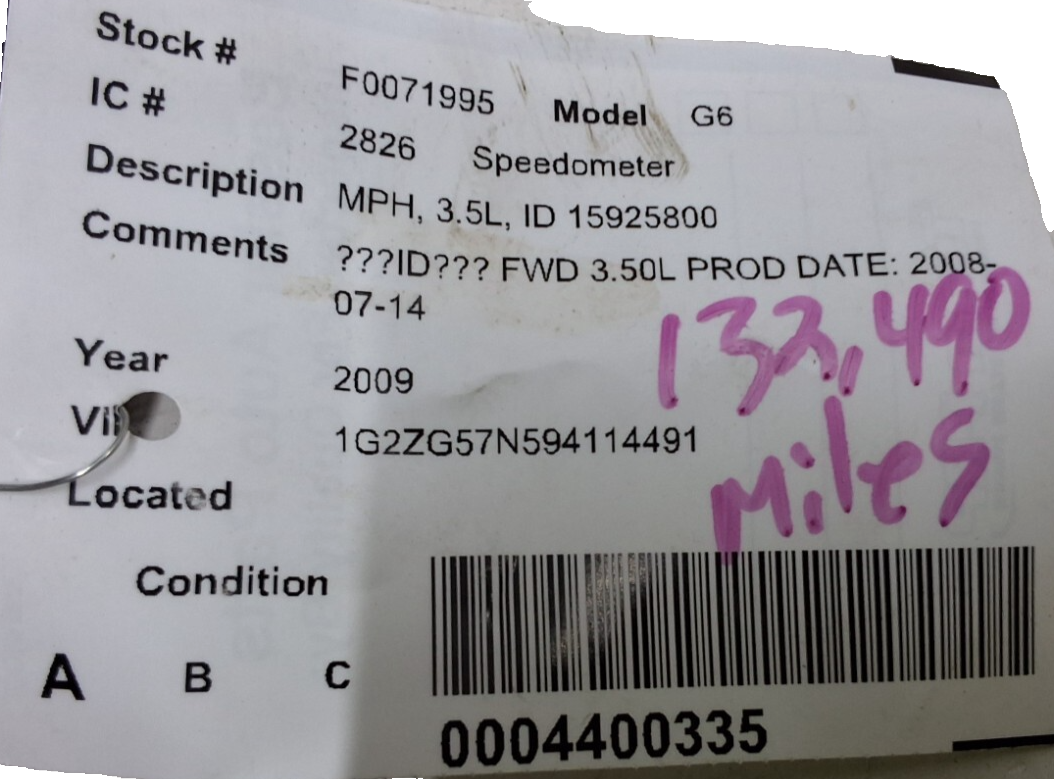 Stock # F0071995 Model G6
IC # 2826 Speedometer
Description MPH, 3.5L, ID 15925800
Comments ???ID??? FWD 3.50L PROD DATE: 2008-
07-14
132,490
Miles
Year 2009
1G2ZG57N594114491
Located
Condition
A B C
0004400335